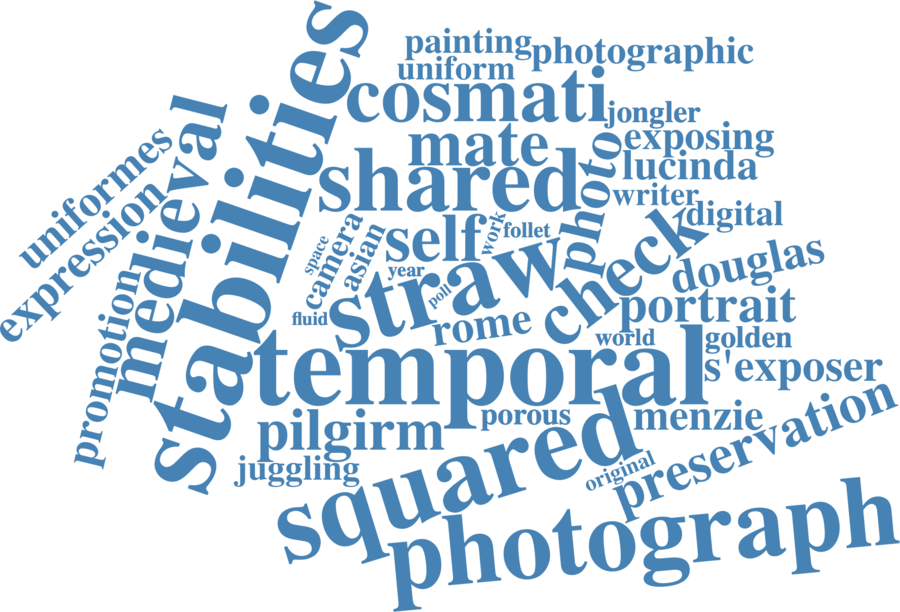 painting
photographic
uniform
stabilities
cosmati
jongler
medieval
mate
photo
exposing
uniformes
shared
lucinda
expression
writer
digital
self
work
follet
check
space
camera
asian
year
straw
poll
douglas
promotion
portrait
fluid
rome
world
golden
temporal
s'exposer
pilgirm
porous
menzie
juggling
squared
original
preservation
photograph